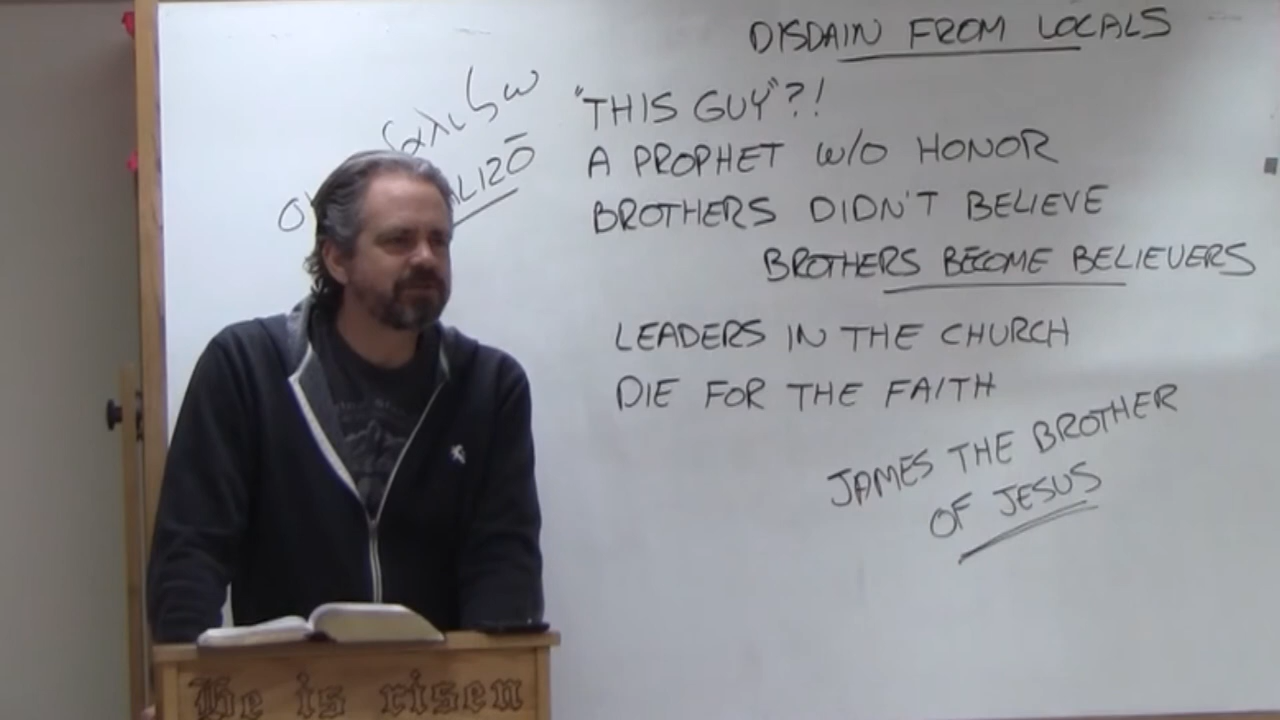 DISDAIN FROM LOCALS
"THIS GUY"?!
A PROPHET W/O HONOR
BROTHERS DIDN'T BELIEVE
BROTHERS BECOME BELIEVERS
LEADERS IN THE CHURCH
DIE FOR THE FAITH
JAMES THE BROTHER
OF JESUS
He is risen